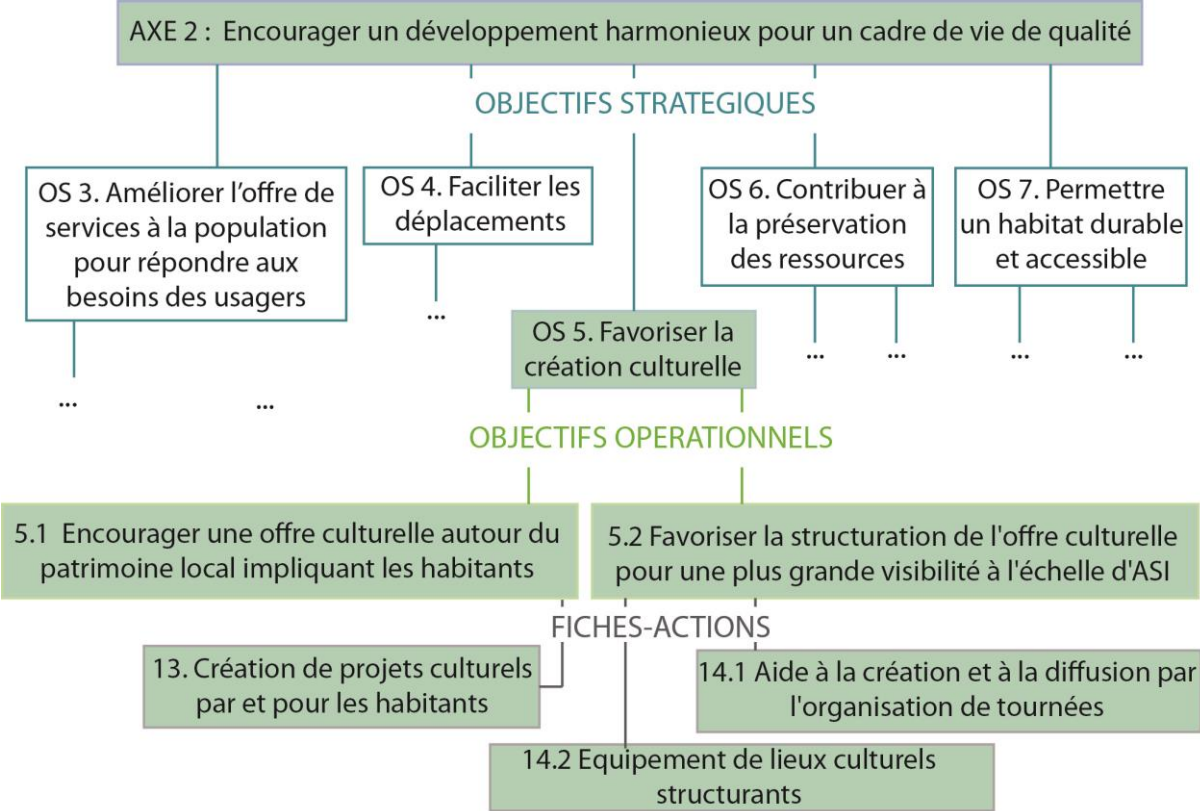 AXE 2 : Encourager un développement harmonieux pour un cadre de vie de qualité
OBJECTIFS STRATEGIQUES
OS 3. Améliorer l'offre de
services à la population
pour répondre aux
besoins des usagers
...
...
OS 4. Faciliter les
déplacements
...
OS 5. Favoriser la
création culturelle
OS 6. Contribuer à
la préservation
des ressources
...
...
OS 7. Permettre
un habitat durable
et accessible
...
...
OBJECTIFS OPERATIONNELS
5.1 Encourager une offre culturelle autour du
patrimoine local impliquant les habitants
5.2 Favoriser la structuration de l'offre culturelle
pour une plus grande visibilité à l'échelle d'ASI
FICHES-ACTIONS
13. Création de projets culturels
par et pour les habitants
14.1 Aide à la création et à la diffusion par
l'organisation de tournées
14.2 Equipement de lieux culturels
structurants